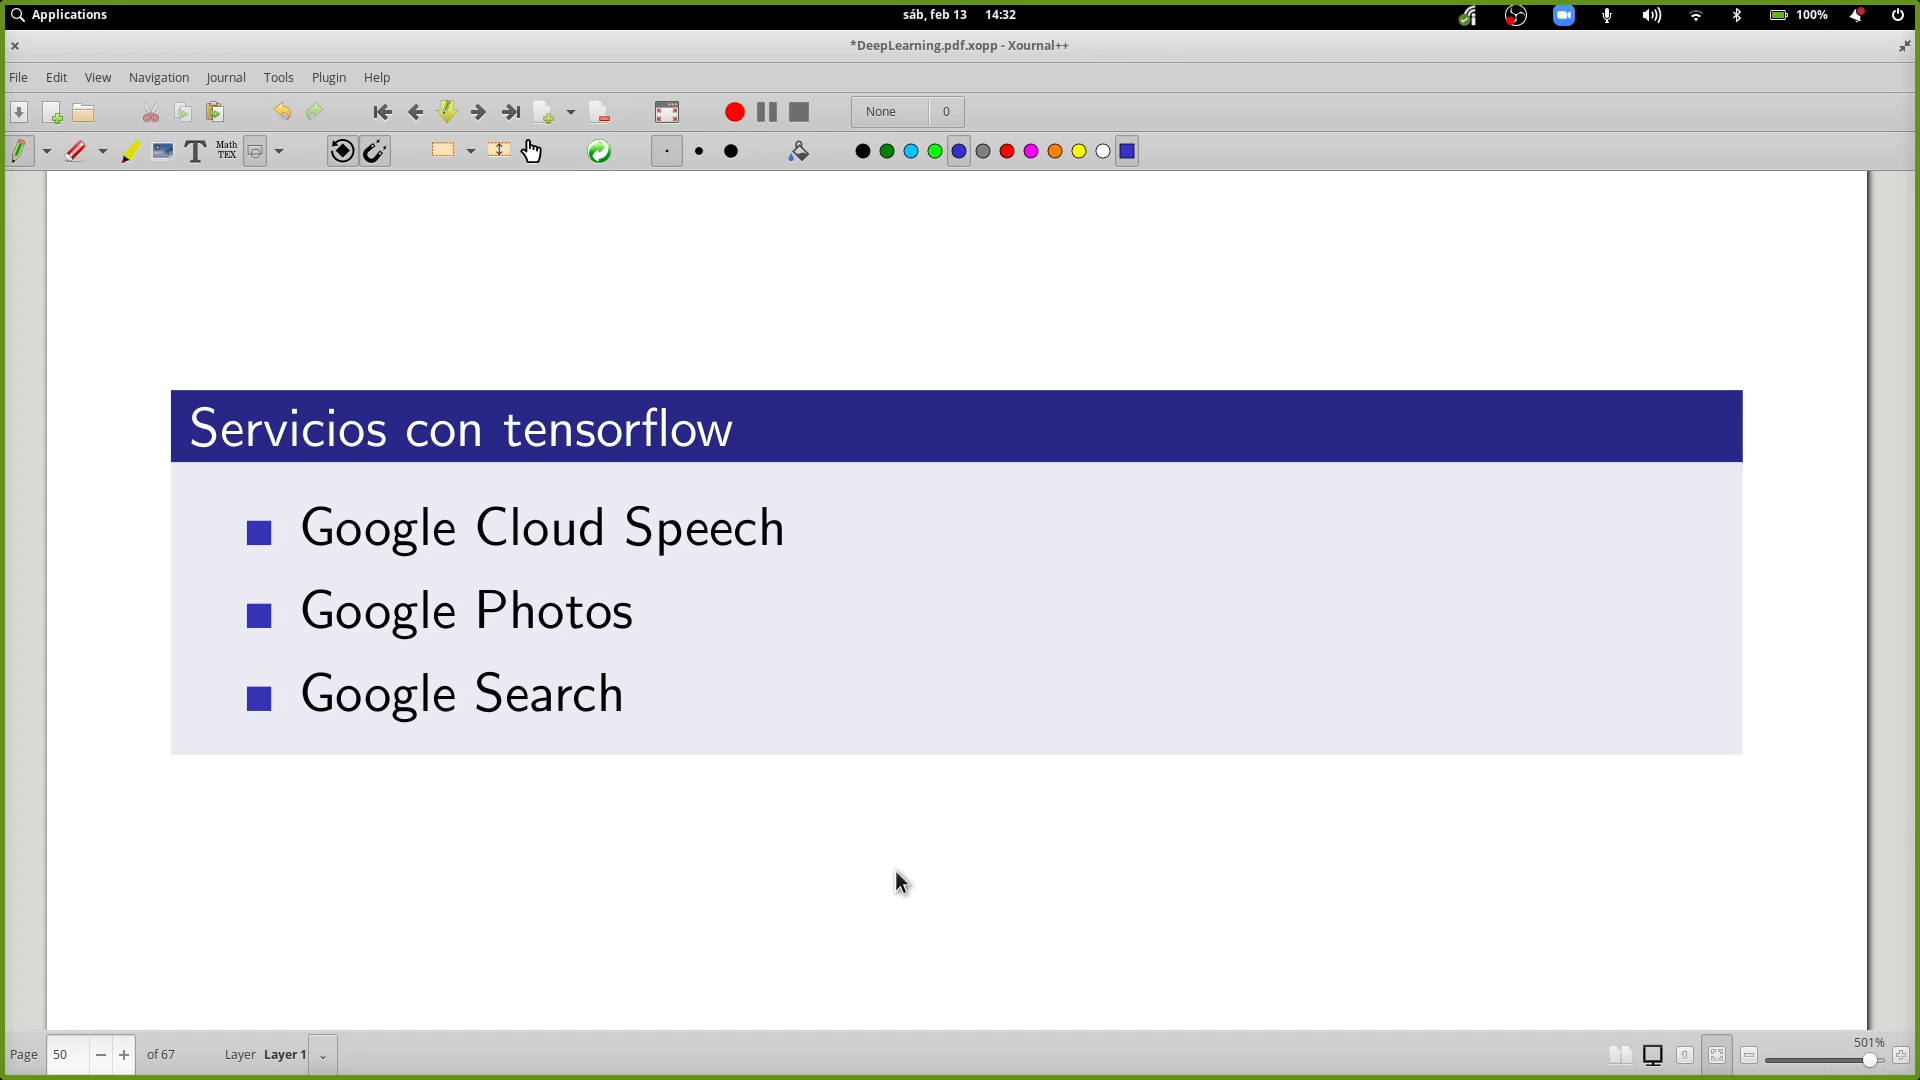 Applications
sáb, feb 13 14:32
100%
*DeepLearning.pdf.xopp - Xournal++
File Edit View Navigation Journal Tools Plugin Help
None 0
T Math TEX
Servicios con tensorflow
Google Cloud Speech
Google Photos
Google Search
Page 50 of 67 Layer Layer 1
501%